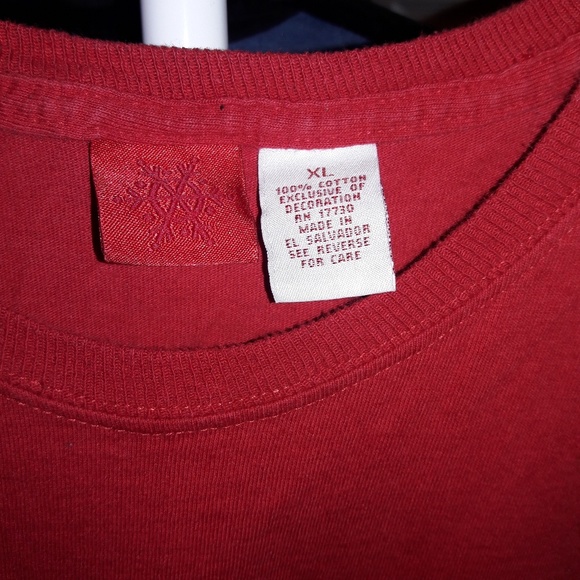 XL
100% COTTON
EXCLUSIVE OF
DECORATION
RN 17730
MADE IN
EL SALVADOR
SEE REVERSE
FOR CARE